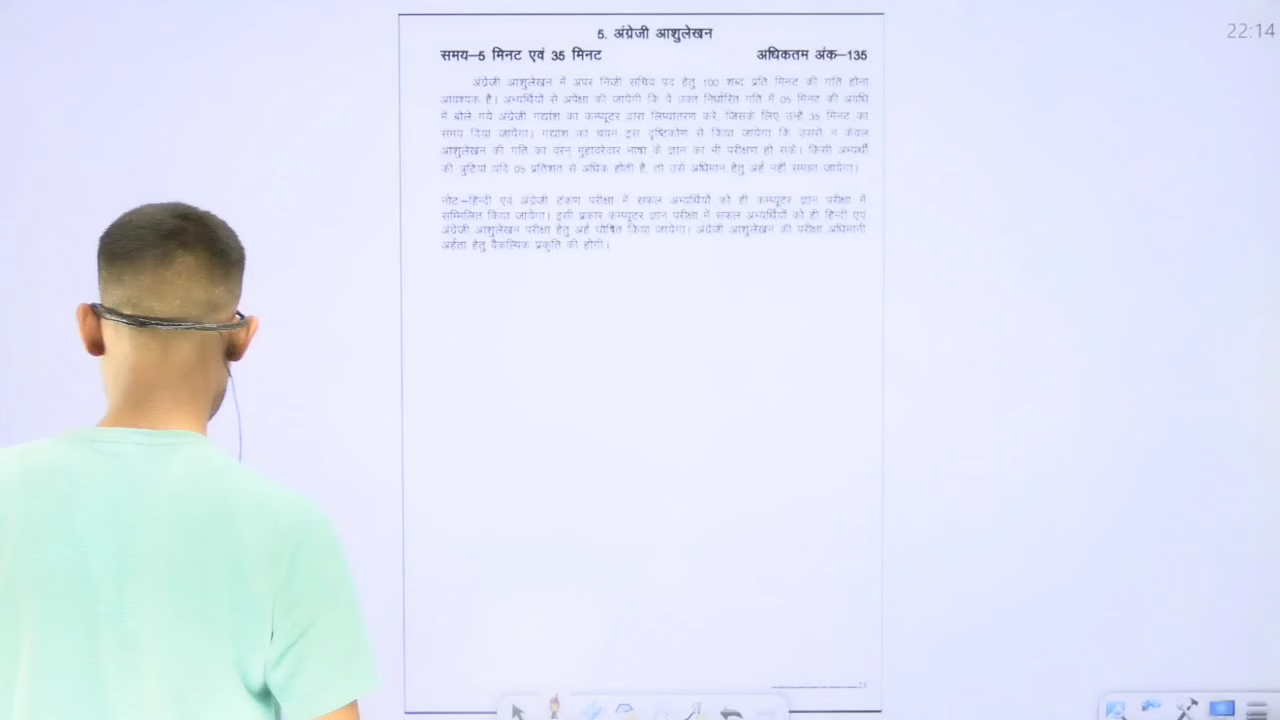 22:14
5. अंग्रेजी आशुलेखन
समय—5 मिनट एवं 35 मिनट अधिकतम अंक—135
अंग्रेजी आशुलेखन में अपर निजी सचिव पद हेतु 100 शब्द प्रति मिनट की गति होना
आवश्यक है। अभ्यर्थियों से अपेक्षा की जायेगी कि वे उक्त निर्धारित गति में 05 मिनट की अवधि
में बोले गये अंग्रेजी गद्यांश का कम्प्यूटर द्वारा लिप्यांतरण करें, जिसके लिए उन्हें 35 मिनट का
समय दिया जायेगा। गद्यांश का चयन इस दृष्टिकोण से किया जायेगा कि उससे न केवल
आशुलेखन की गति का वरन् मुहावरेदार भाषा के ज्ञान का भी परीक्षण हो सके। किसी अभ्यर्थी
की त्रुटियां यदि 05 प्रतिशत से अधिक होती है, तो उसे अधिमान हेतु अर्ह नहीं समझा जायेगा।
नोट—हिन्दी एवं अंग्रेजी टंकण परीक्षा में सफल अभ्यर्थियों को ही कम्प्यूटर ज्ञान परीक्षा में
सम्मिलित किया जायेगा। इसी प्रकार कम्प्यूटर ज्ञान परीक्षा में सफल अभ्यर्थियों को ही हिन्दी एवं
अंग्रेजी आशुलेखन परीक्षा हेतु अर्ह घोषित किया जायेगा। अंग्रेजी आशुलेखन की परीक्षा अधिमानी
अर्हता हेतु वैकल्पिक प्रकृति की होगी।